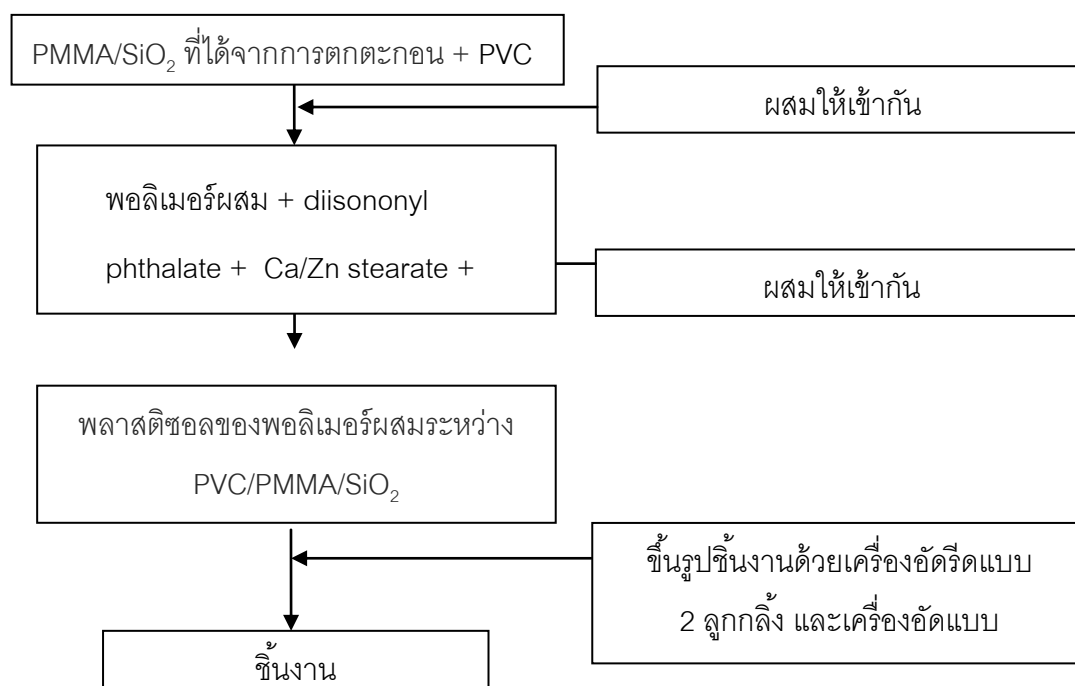 PMMA/SiO₂ ที่ได้จากการตกตะกอน + PVC
ผสมให้เข้ากัน
พอลิเมอร์ผสม + diisononyl
phthalate + Ca/Zn stearate +
ผสมให้เข้ากัน
พลาสติซอลของพอลิเมอร์ผสมระหว่าง
PVC/PMMA/SiO₂
ขึ้นรูปชิ้นงานด้วยเครื่องอัดรีดแบบ
2 ลูกกลิ้ง และเครื่องอัดแบบ
ชิ้นงาน